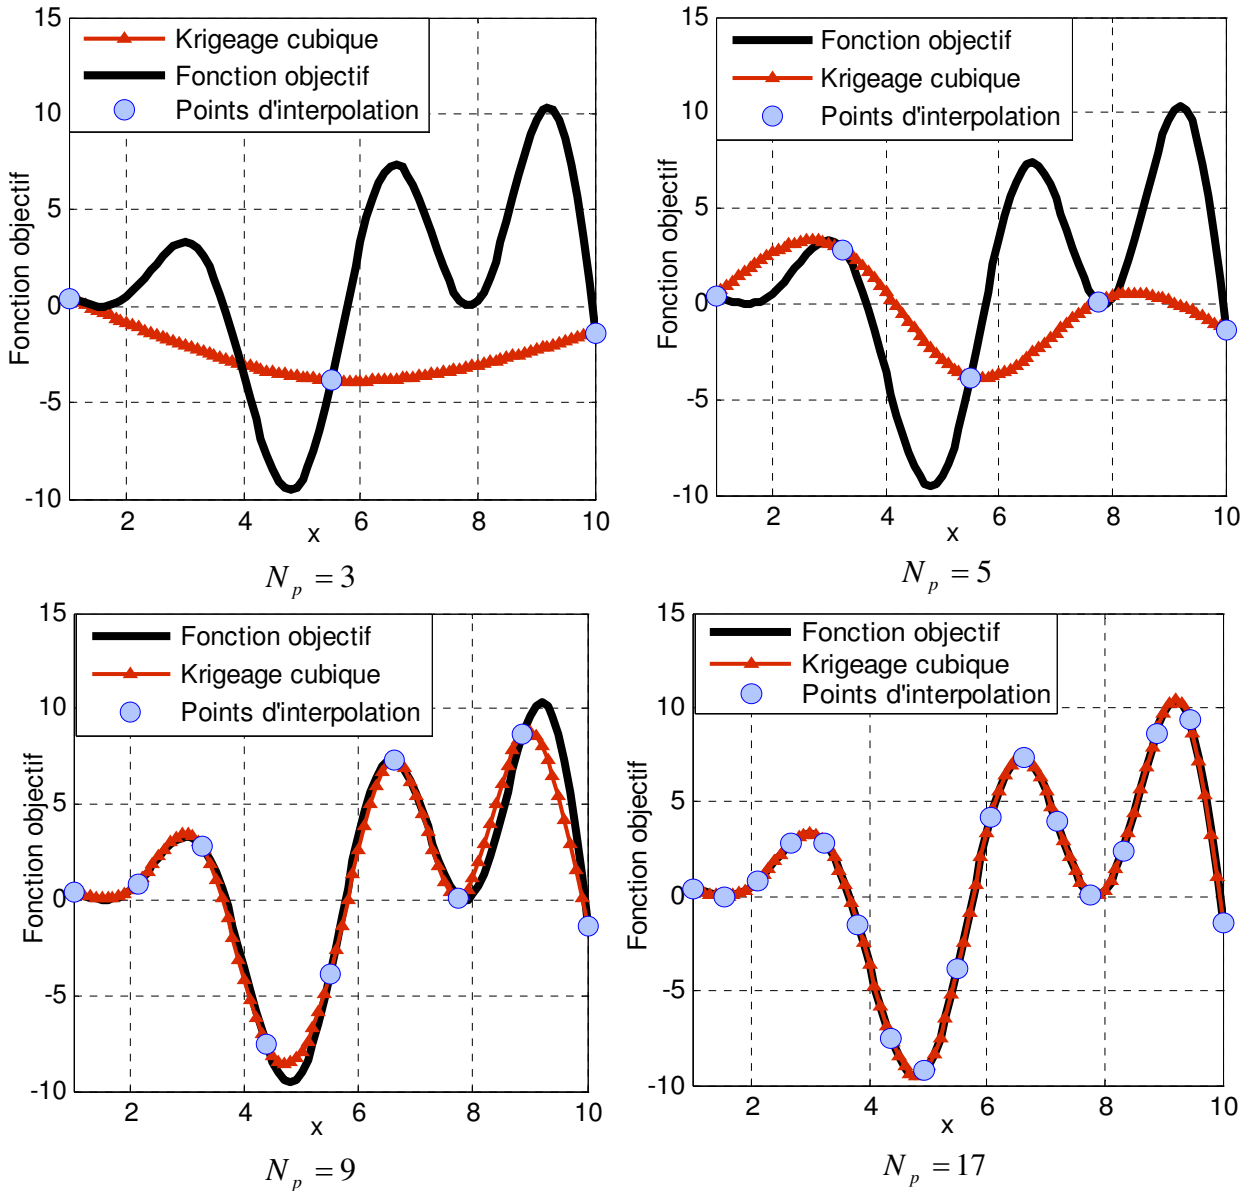 15
10
5
0
-5
-10
Fonction objectif
Krigeage cubique
Fonction objectif
Points d'interpolation
2
4
6
8
10
x
N_p = 3
15
10
5
0
-5
-10
Fonction objectif
Fonction objectif
Krigeage cubique
Points d'interpolation
2
4
6
8
10
x
N_p = 5
15
10
5
0
-5
-10
Fonction objectif
Fonction objectif
Krigeage cubique
Points d'interpolation
2
4
6
8
10
x
N_p = 9
15
10
5
0
-5
-10
Fonction objectif
Fonction objectif
Krigeage cubique
Points d'interpolation
2
4
6
8
10
x
N_p = 17